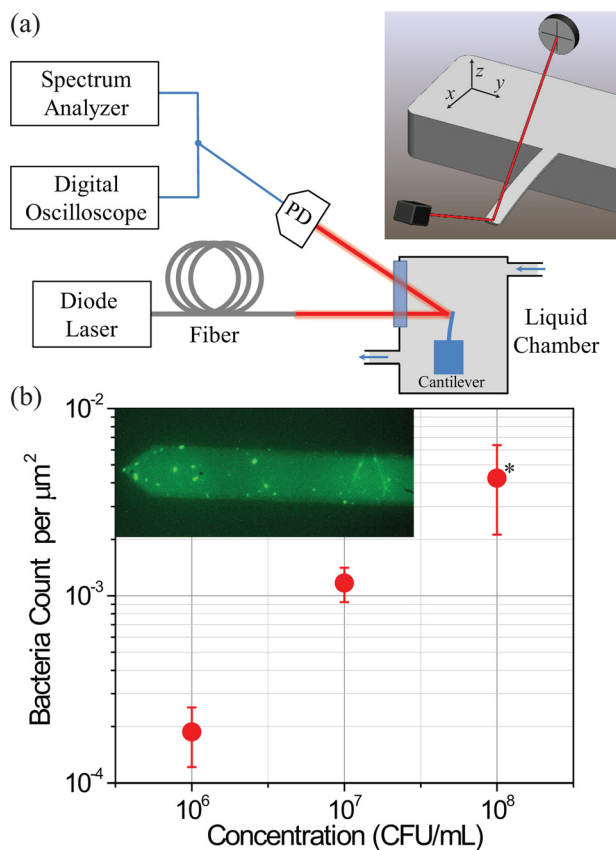 (a)
Spectrum
Analyzer
Digital
Oscilloscope
PD
Diode
Laser
Fiber
Liquid
Chamber
Cantilever
z
x
y
(b)
Bacteria Count per μm²
10⁻²
10⁻³
10⁻⁴
*
10⁶
10⁷
10⁸
Concentration (CFU/mL)